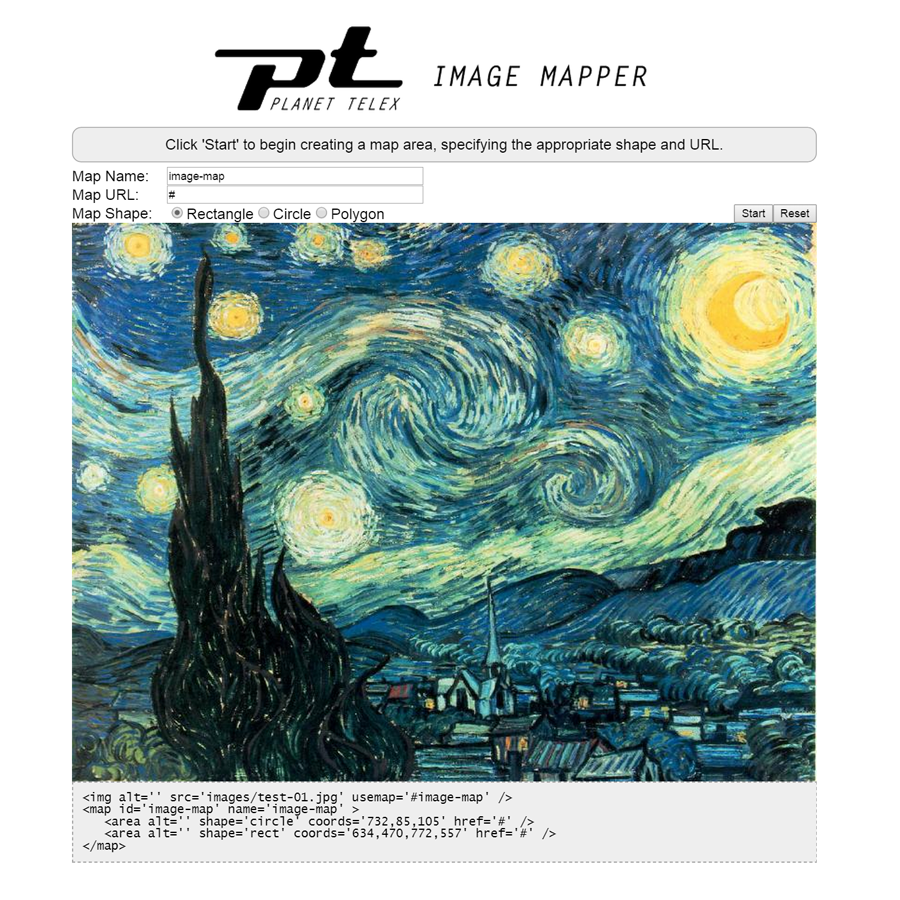 pt
PLANET TELEX
IMAGE MAPPER
Click 'Start' to begin creating a map area, specifying the appropriate shape and URL.
Map Name: image-map
Map URL: #
Map Shape: Rectangle Circle Polygon Start Reset
<img alt='' src='images/test-01.jpg' usemap='#image-map' />
<map id='image-map' name='image-map' >
<area alt='' shape='circle' coords='732,85,105' href='#' />
<area alt='' shape='rect' coords='634,470,772,557' href='#' />
</map>